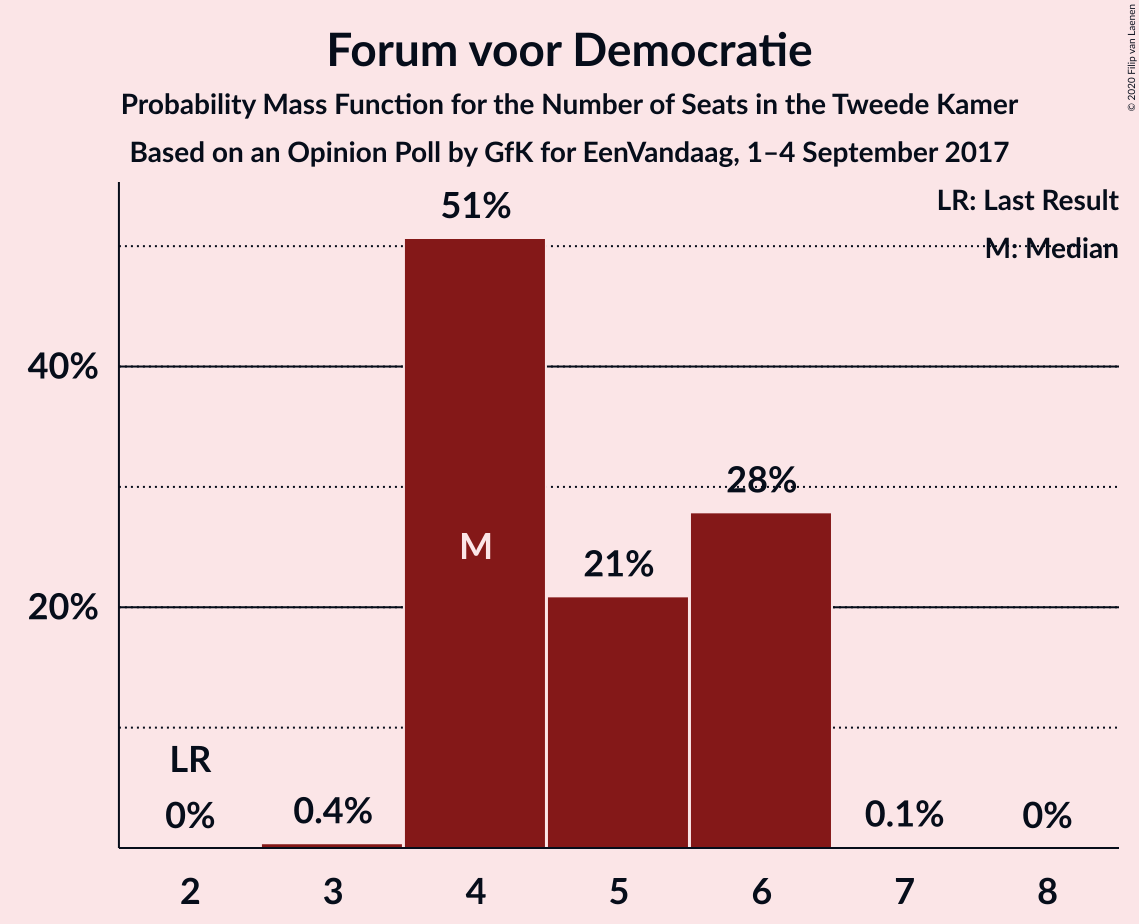 Forum voor Democratie
Probability Mass Function for the Number of Seats in the Tweede Kamer
Based on an Opinion Poll by GfK for EenVandaag, 1–4 September 2017
© 2020 Filip van Laenen
LR: Last Result
M: Median
51%
40%
28%
M
21%
20%
LR
0%
0.4%
0.1%
0%
2 3 4 5 6 7 8